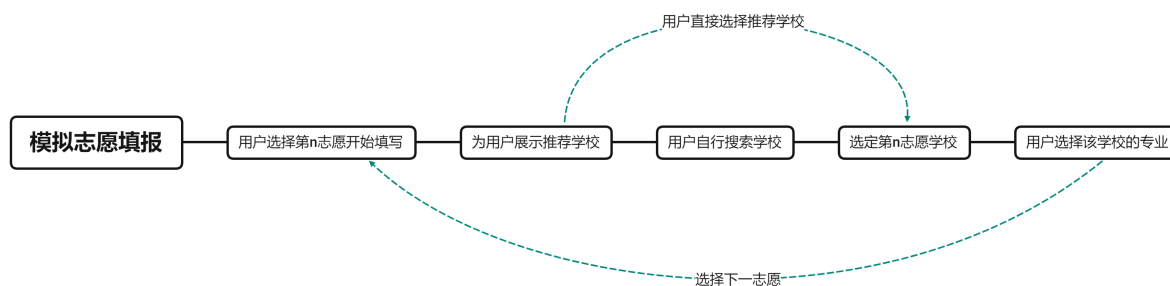 用户直接选择推荐学校
模拟志愿填报
用户选择第n志愿开始填写
为用户展示推荐学校
用户自行搜索学校
选定第n志愿学校
用户选择该学校的专业
选择下一志愿